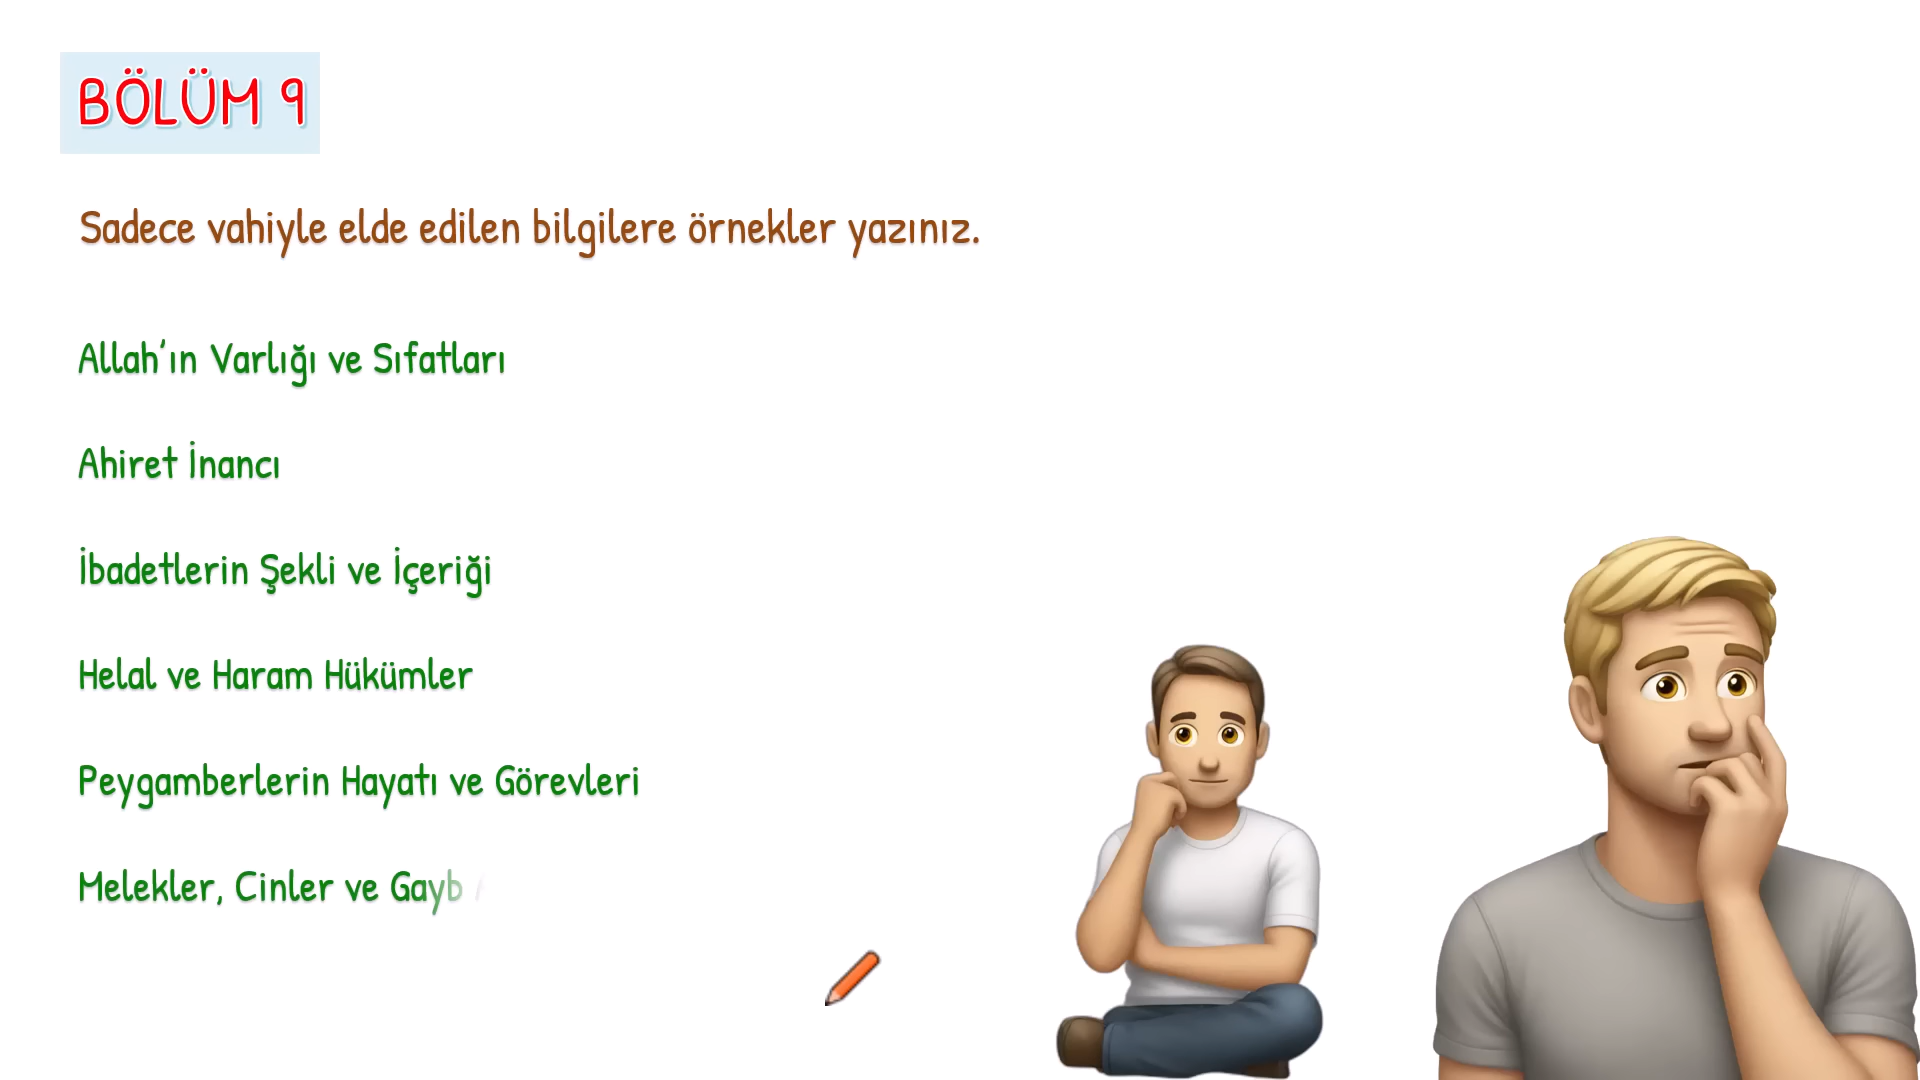 BÖLÜM 9
Sadece vahiyle elde edilen bilgilere örnekler yazınız.
Allah'ın Varlığı ve Sıfatları
Ahiret İnancı
İbadetlerin Şekli ve İçeriği
Helal ve Haram Hükümler
Peygamberlerin Hayatı ve Görevleri
Melekler, Cinler ve Gayb